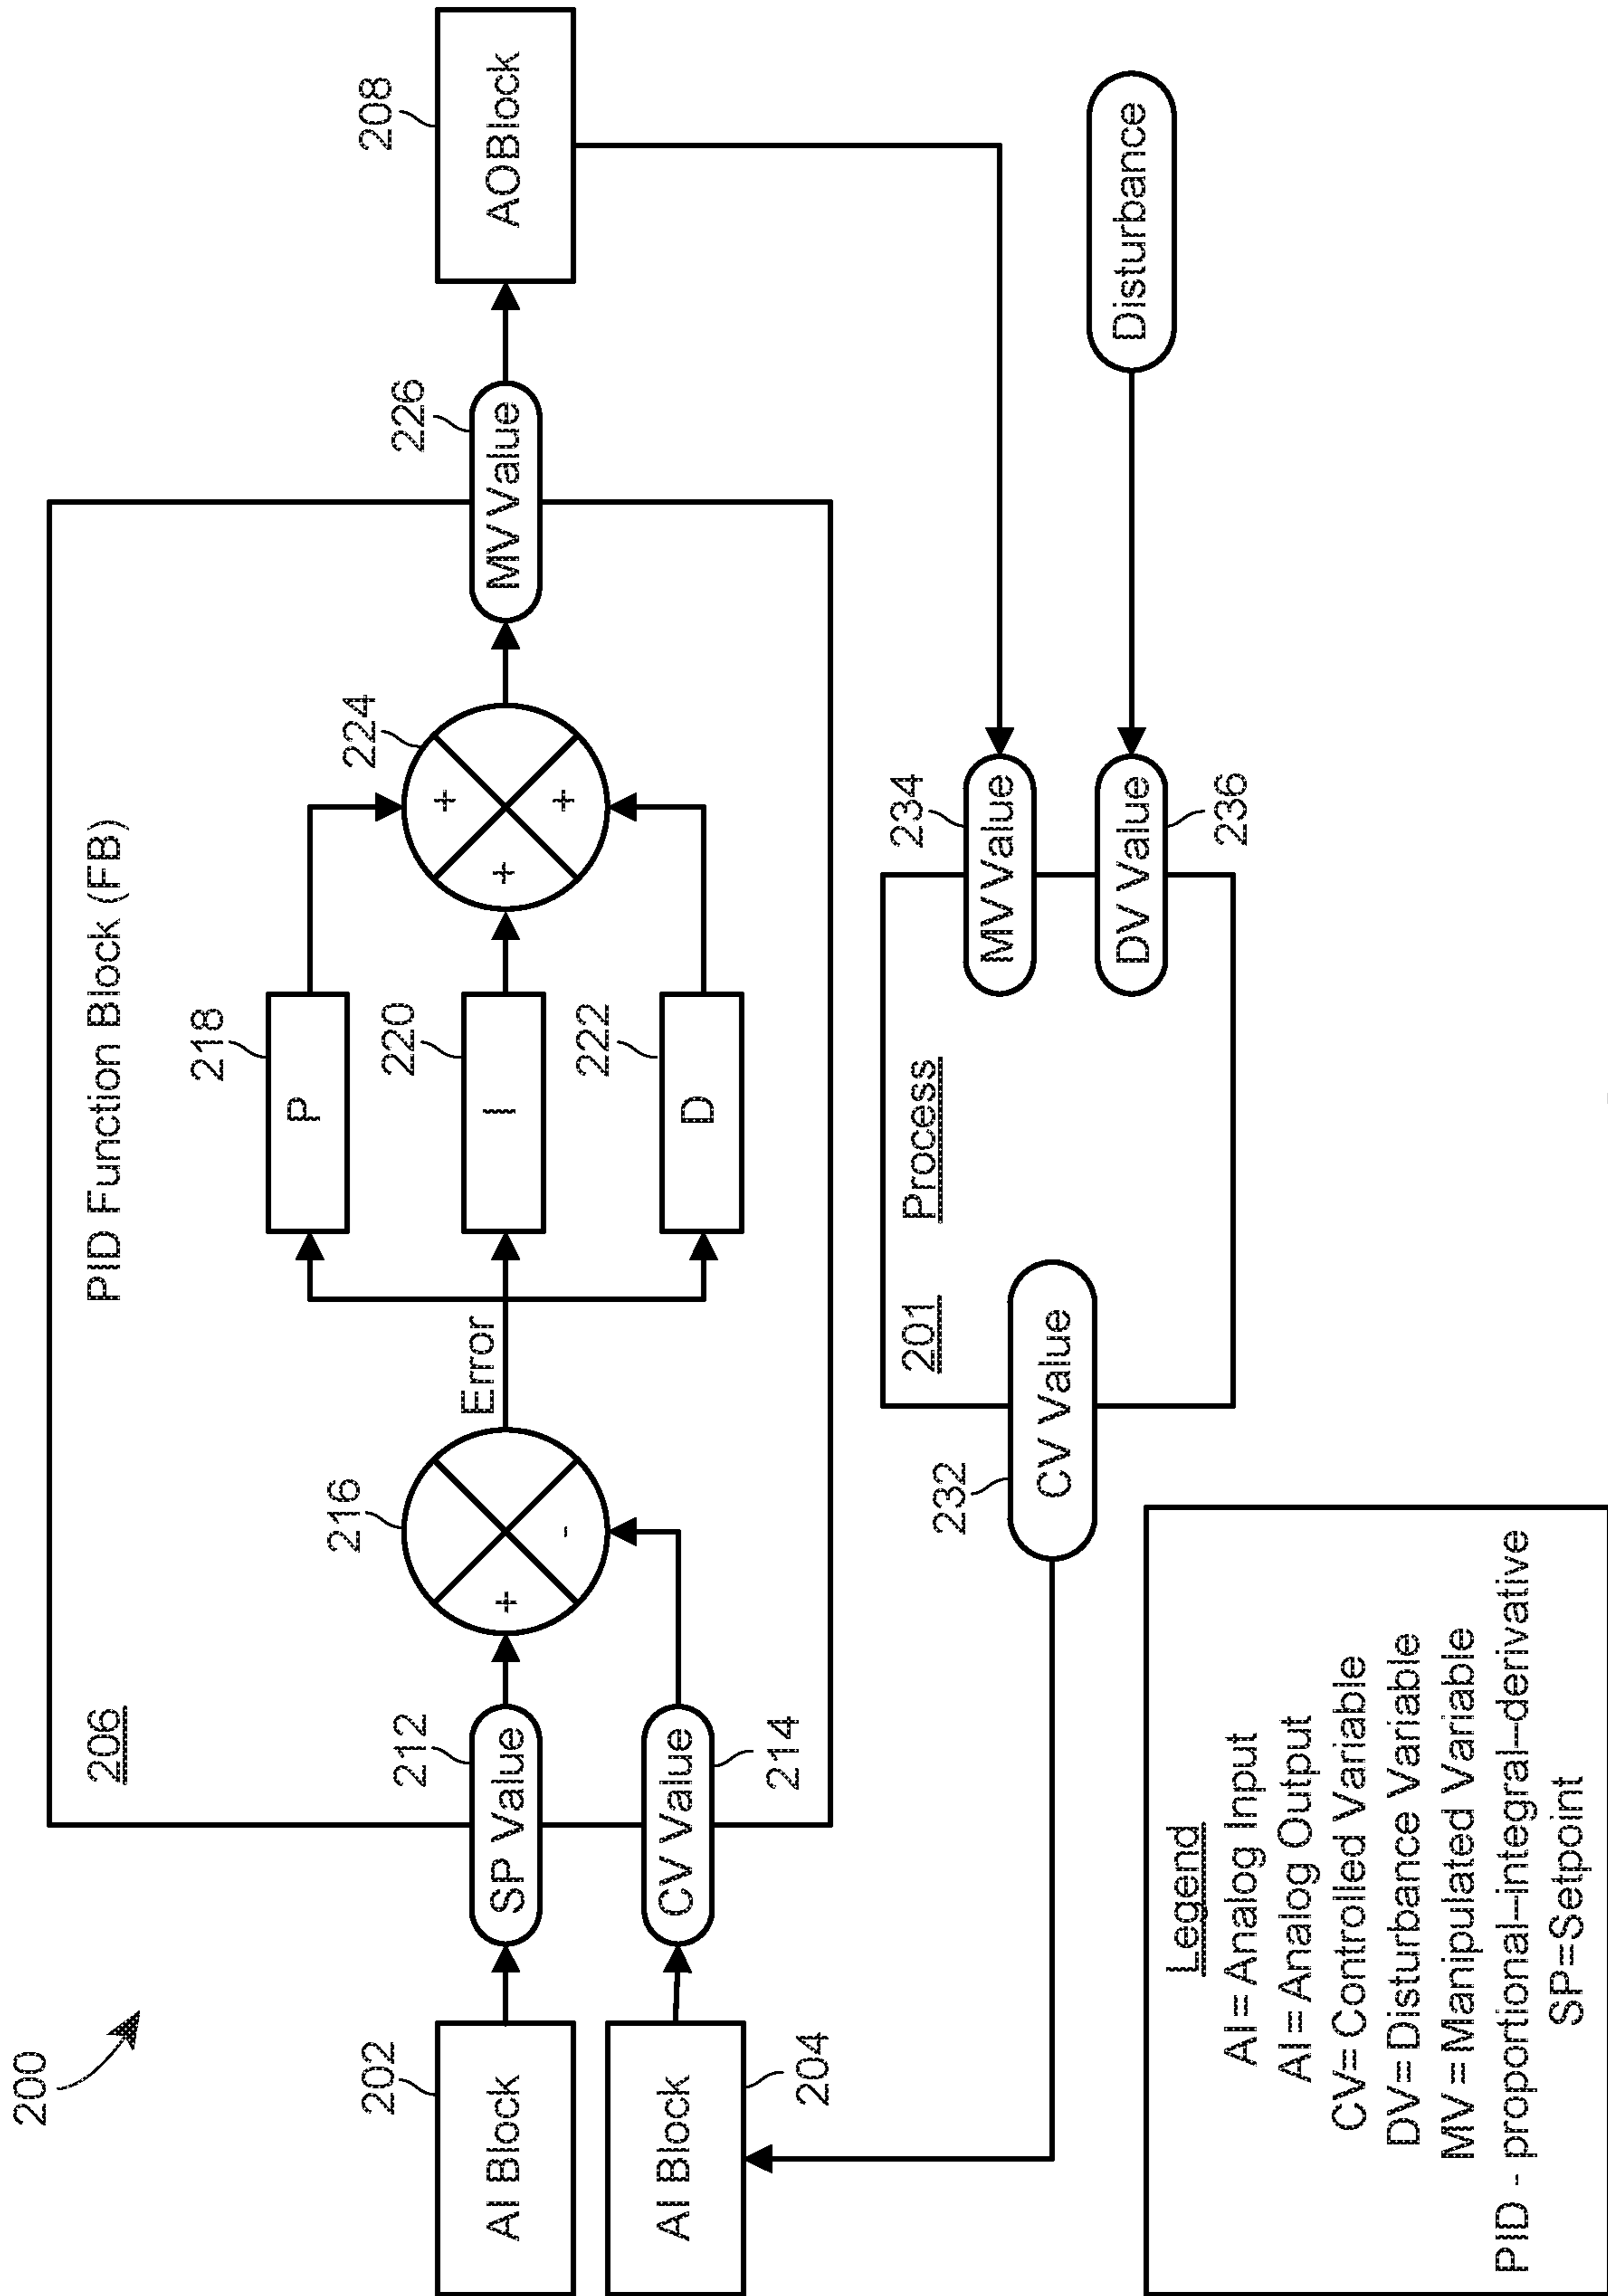 200
206
PID Function Block (FB)
202
AI Block
212
SP Value
216
+
-
Error
218
P
220
I
222
D
224
+
+
+
226
MV Value
208
AOBlock
204
AI Block
214
CV Value
201
Process
232
CV Value
234
MV Value
DV Value
236
Disturbance
Legend
AI= Analog Input
AI= Analog Output
CV= Controlled Variable
DV= Disturbance Variable
MV = Manipulated Variable
PID - proportional–integral–derivative
SP=Setpoint